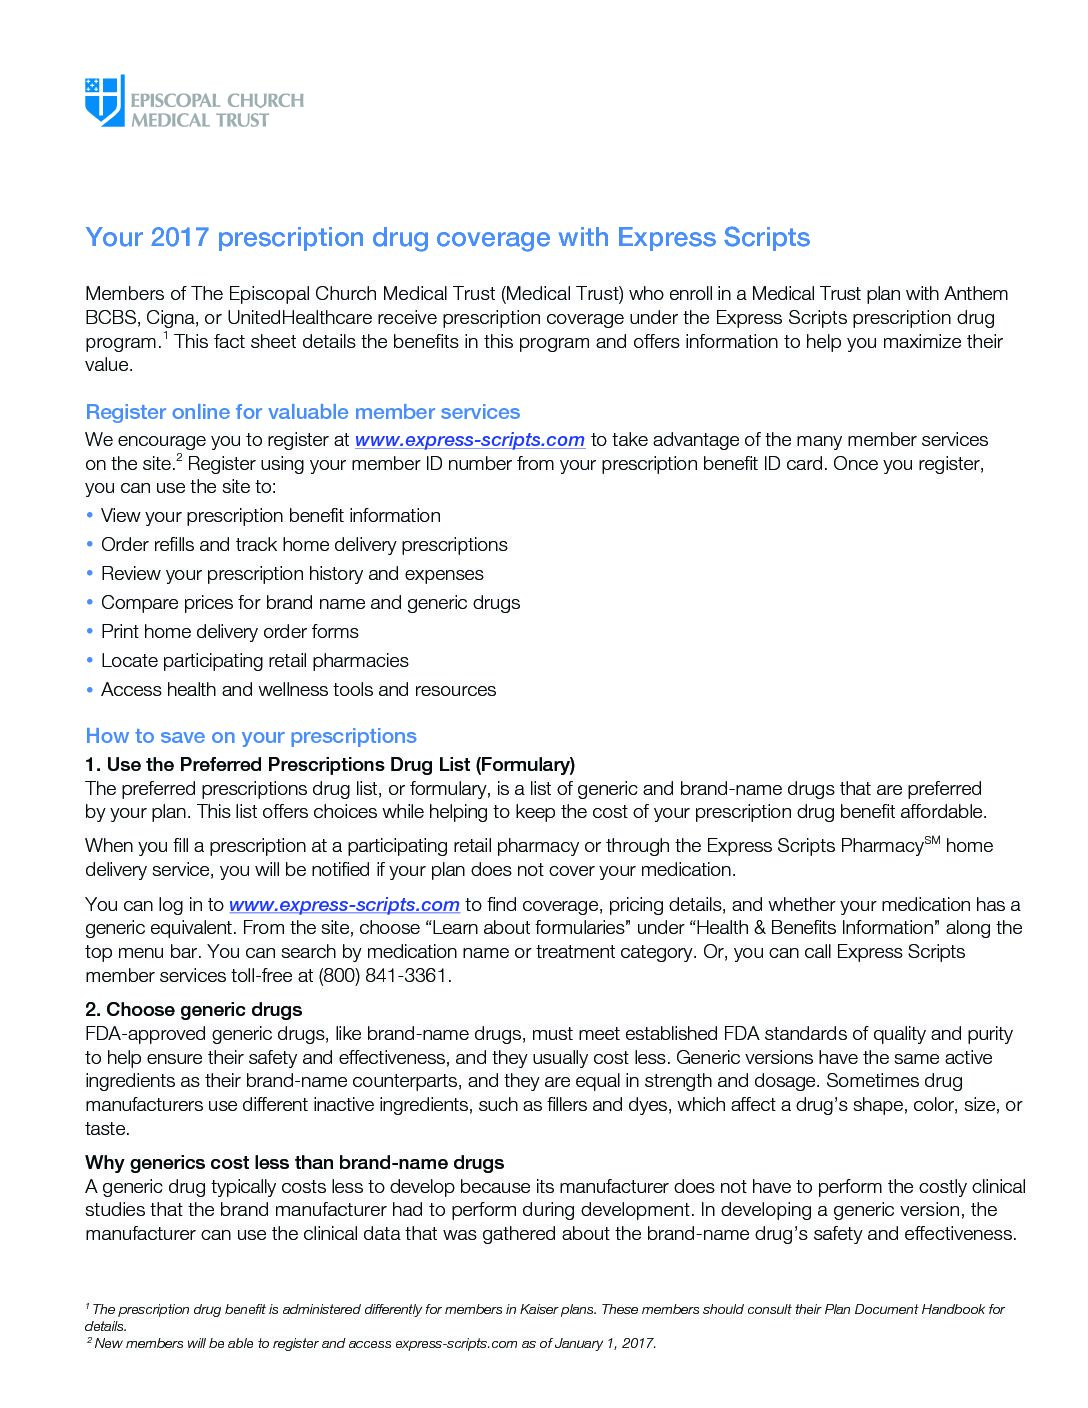 EPISCOPAL CHURCH
MEDICAL TRUST
Your 2017 prescription drug coverage with Express Scripts
Members of The Episcopal Church Medical Trust (Medical Trust) who enroll in a Medical Trust plan with Anthem
BCBS, Cigna, or UnitedHealthcare receive prescription coverage under the Express Scripts prescription drug
program.1 This fact sheet details the benefits in this program and offers information to help you maximize their
value.
Register online for valuable member services
We encourage you to register at www.express-scripts.com to take advantage of the many member services
on the site.2 Register using your member ID number from your prescription benefit ID card. Once you register,
you can use the site to:
• View your prescription benefit information
• Order refills and track home delivery prescriptions
• Review your prescription history and expenses
• Compare prices for brand name and generic drugs
• Print home delivery order forms
• Locate participating retail pharmacies
• Access health and wellness tools and resources
How to save on your prescriptions
1. Use the Preferred Prescriptions Drug List (Formulary)
The preferred prescriptions drug list, or formulary, is a list of generic and brand-name drugs that are preferred
by your plan. This list offers choices while helping to keep the cost of your prescription drug benefit affordable.
When you fill a prescription at a participating retail pharmacy or through the Express Scripts PharmacySM home
delivery service, you will be notified if your plan does not cover your medication.
You can log in to www.express-scripts.com to find coverage, pricing details, and whether your medication has a
generic equivalent. From the site, choose “Learn about formularies” under “Health & Benefits Information” along the
top menu bar. You can search by medication name or treatment category. Or, you can call Express Scripts
member services toll-free at (800) 841-3361.
2. Choose generic drugs
FDA-approved generic drugs, like brand-name drugs, must meet established FDA standards of quality and purity
to help ensure their safety and effectiveness, and they usually cost less. Generic versions have the same active
ingredients as their brand-name counterparts, and they are equal in strength and dosage. Sometimes drug
manufacturers use different inactive ingredients, such as fillers and dyes, which affect a drug’s shape, color, size, or
taste.
Why generics cost less than brand-name drugs
A generic drug typically costs less to develop because its manufacturer does not have to perform the costly clinical
studies that the brand manufacturer had to perform during development. In developing a generic version, the
manufacturer can use the clinical data that was gathered about the brand-name drug’s safety and effectiveness.
1 The prescription drug benefit is administered differently for members in Kaiser plans. These members should consult their Plan Document Handbook for
details.
2 New members will be able to register and access express-scripts.com as of January 1, 2017.